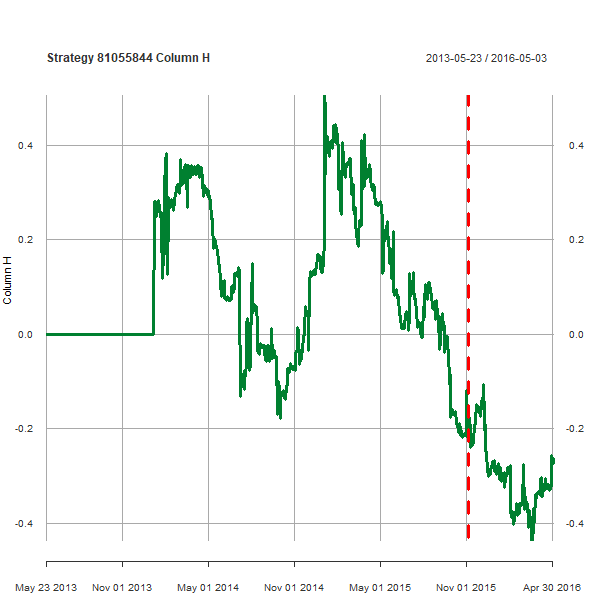 Strategy 81055844 Column H 2013-05-23 / 2016-05-03
0.4 0.4
0.2 0.2
0.0 0.0
-0.2 -0.2
-0.4 -0.4
Column H
May 23 2013 Nov 01 2013 May 01 2014 Nov 01 2014 May 01 2015 Nov 01 2015 Apr 30 2016